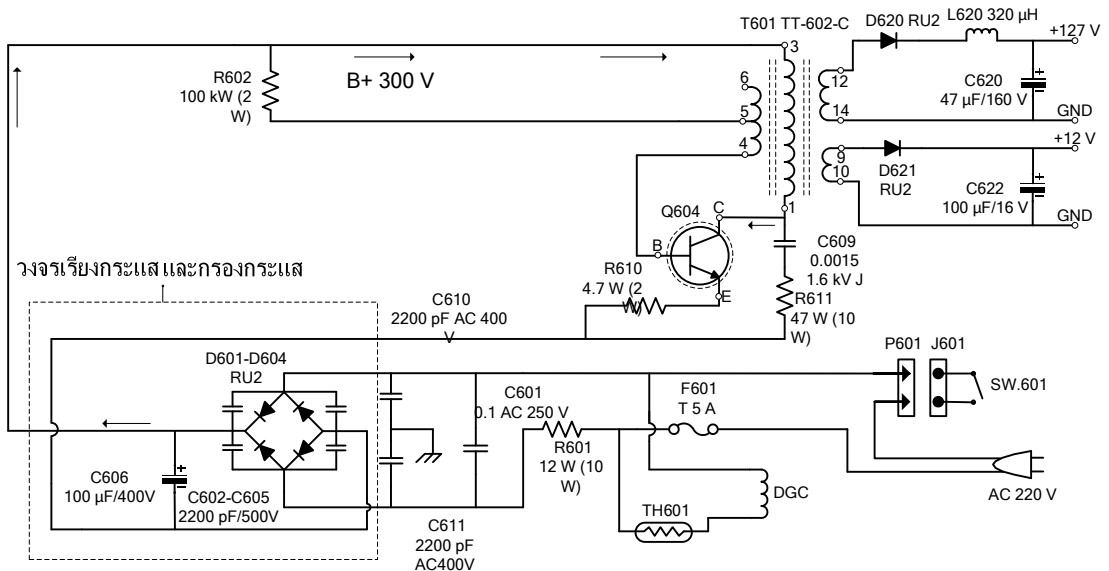 T601 TT-602-C
D620 RU2
L620 320 µH
+127 V
3
R602
100 kW (2
W)
B+ 300 V
6
5
4
12
14
C620
47 µF/160 V
GND
+12 V
9
10
D621
RU2
C622
100 µF/16 V
GND
1
Q604
C
B
E
C609
0.0015
1.6 kV J
R610
4.7 W (2
W)
R611
47 W (10
W)
วงจรเรียงกระแส และกรองกระแส
C610
2200 pF AC 400
V
D601-D604
RU2
P601
J601
SW.601
C601
0.1 AC 250 V
F601
T 5 A
R601
12 W (10
W)
C606
100 µF/400V
C602-C605
2200 pF/500V
DGC
AC 220 V
TH601
C611
2200 pF
AC400V